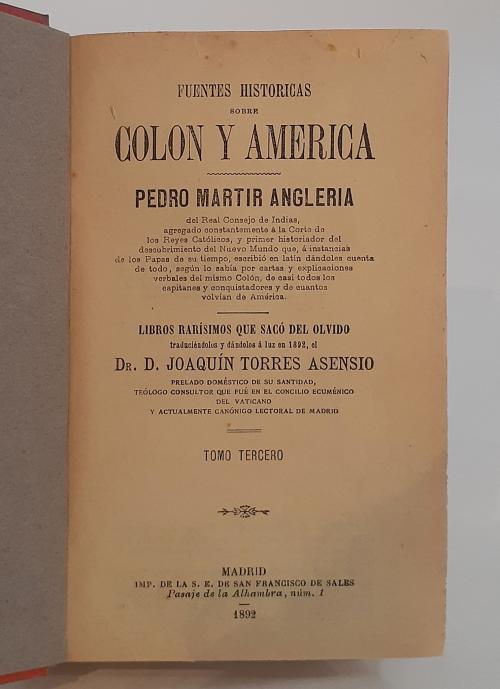 FUENTES HISTORICAS
SOBRE
COLON Y AMERICA
PEDRO MARTIR ANGLERIA
del Real Consejo de Indias,
agregado constantemente á la Corte de
los Reyes Católicos, y primer historiador del
descubrimiento del Nuevo Mundo que, á instancias
de los Papas de su tiempo, escribió en latín dándoles cuenta
de todo, según lo sabía por cartas y explicaciones
verbales del mismo Colón, de casi todos los
capitanes y conquistadores y de cuantos
volvían de América.
LIBROS RARÍSIMOS QUE SACÓ DEL OLVIDO
traduciéndolos y dándolos á luz en 1892, el
DR. D. JOAQUÍN TORRES ASENSIO
PRELADO DOMÉSTICO DE SU SANTIDAD,
TEÓLOGO CONSULTOR QUE FUÉ EN EL CONCILIO ECUMÉNICO
DEL VATICANO
Y ACTUALMENTE CANÓNIGO LECTORAL DE MADRID
TOMO TERCERO
MADRID
IMP. DE LA S. E. DE SAN FRANCISCO DE SALES
Pasaje de la Alhambra, núm. 1
1892